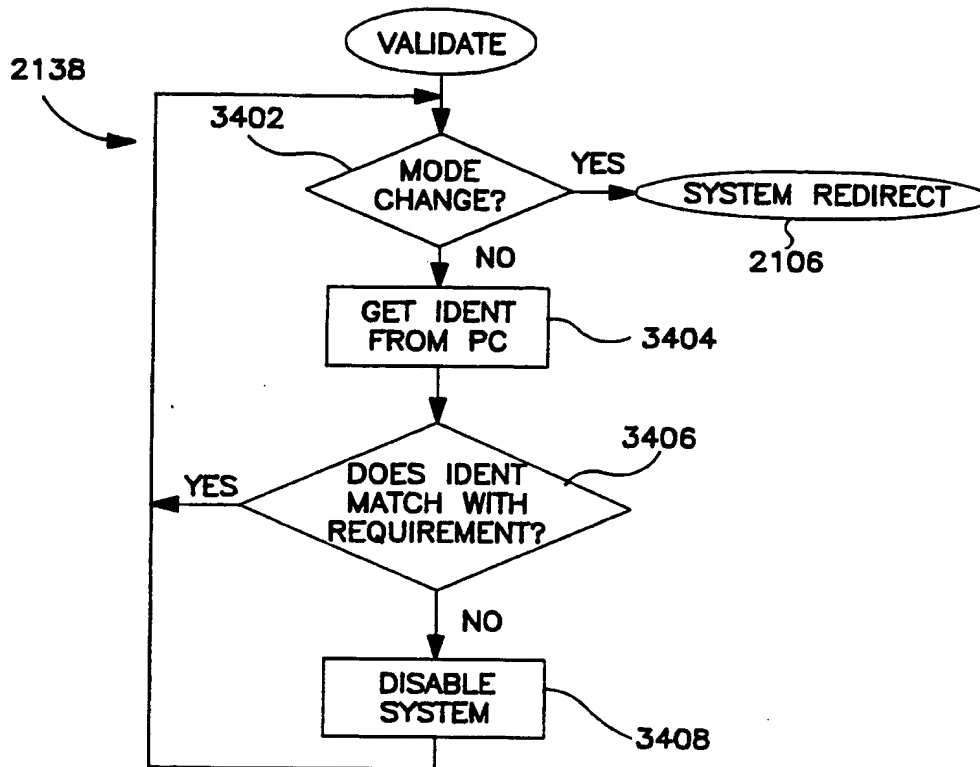 VALIDATE
2138
3402
MODE
CHANGE?
YES
SYSTEM REDIRECT
2106
NO
GET IDENT
FROM PC
3404
3406
DOES IDENT
MATCH WITH
REQUIREMENT?
YES
NO
DISABLE
SYSTEM
3408